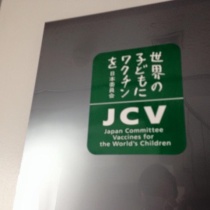 世界の
子どもに
ワクチン
を日本委員会
JCV
Japan Committee
Vaccines for
the World's Children